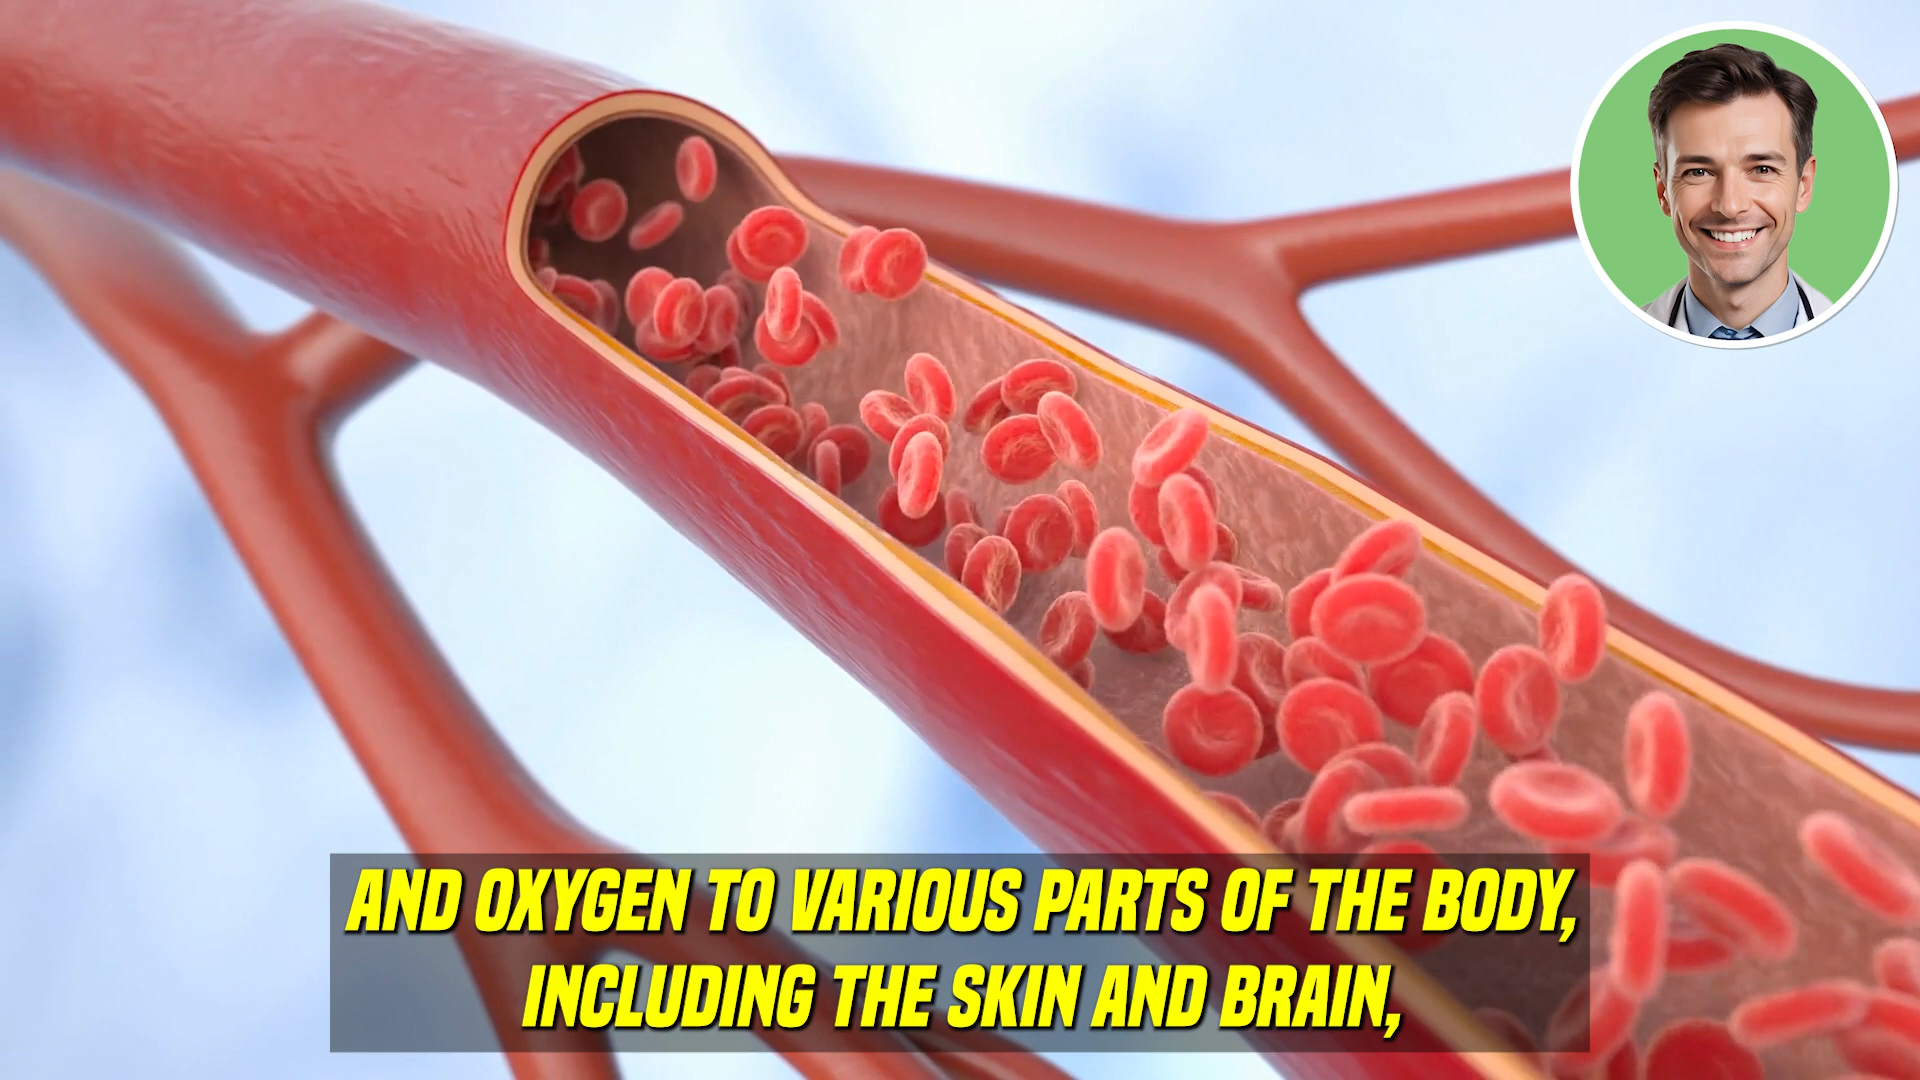 AND OXYGEN TO VARIOUS PARTS OF THE BODY,
INCLUDING THE SKIN AND BRAIN,